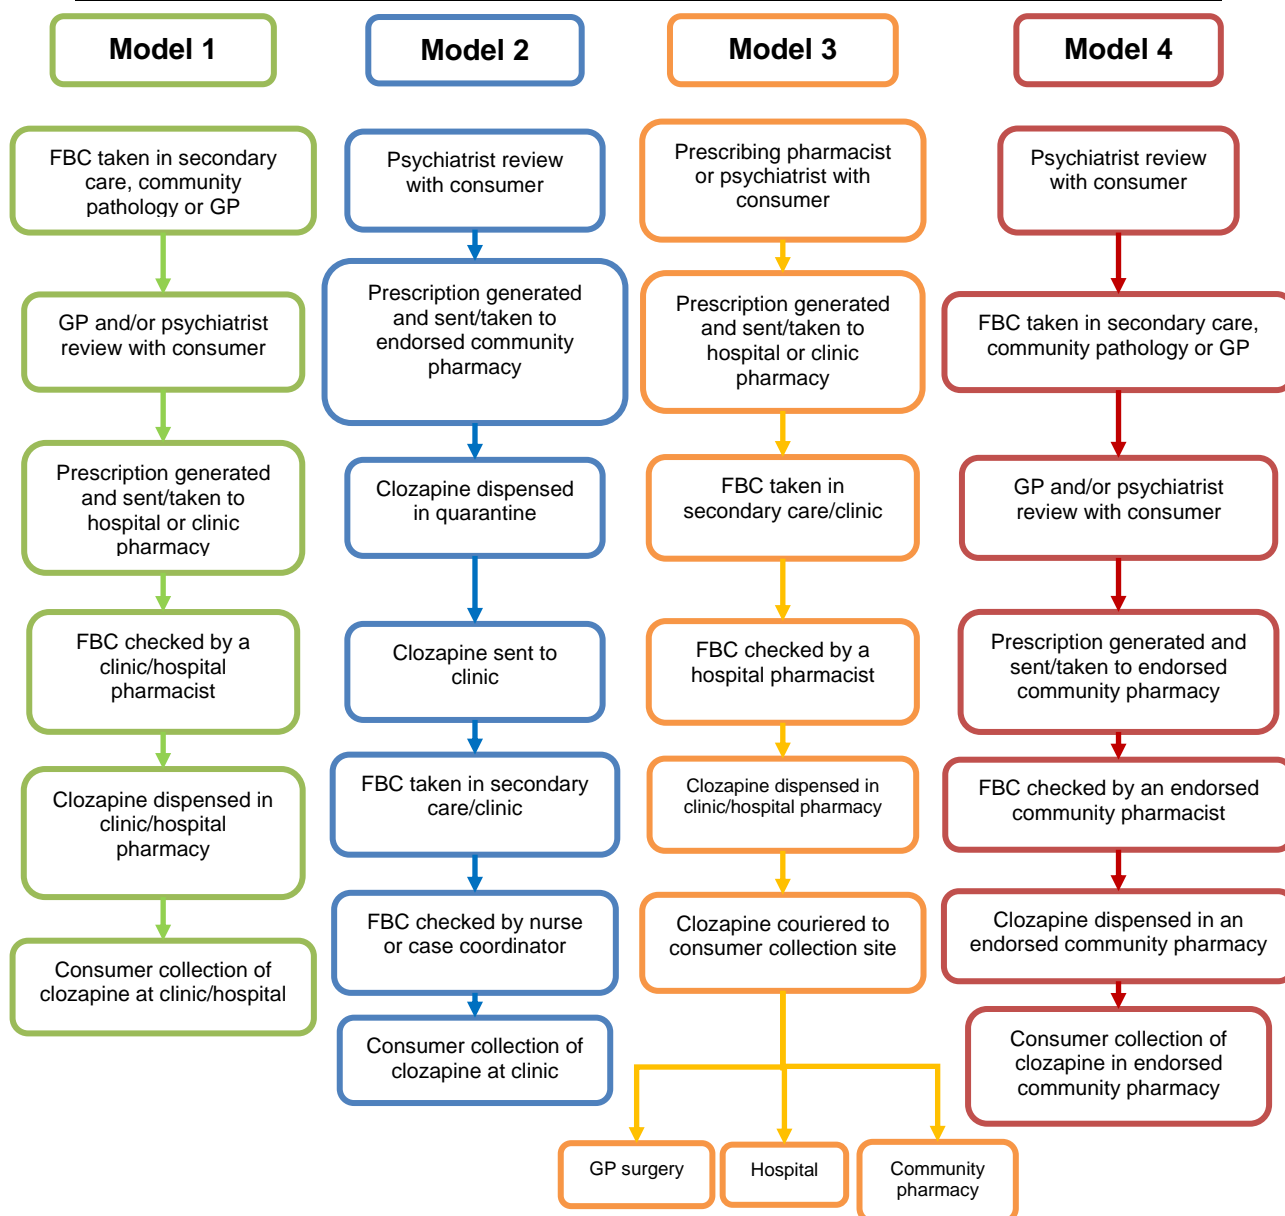 Model 1
Model 2
Model 3
Model 4
FBC taken in secondary
care, community
pathology or GP
GP and/or psychiatrist
review with consumer
Prescription generated
and sent/taken to
hospital or clinic
pharmacy
FBC checked by a
clinic/hospital
pharmacist
Clozapine dispensed in
clinic/hospital
pharmacy
Consumer collection of
clozapine at clinic/hospital
Psychiatrist review
with consumer
Prescription generated
and sent/taken to
endorsed community
pharmacy
Clozapine dispensed
in quarantine
Clozapine sent to
clinic
FBC taken in secondary
care/clinic
FBC checked by nurse
or case coordinator
Consumer collection of
clozapine at clinic
Prescribing pharmacist
or psychiatrist with
consumer
Prescription generated
and sent/taken to
hospital or clinic
pharmacy
FBC taken in
secondary care/clinic
FBC checked by a
hospital pharmacist
Clozapine dispensed in
clinic/hospital pharmacy
Clozapine couriered to
consumer collection site
GP surgery
Hospital
Community
pharmacy
Psychiatrist review
with consumer
FBC taken in secondary care,
community pathology or GP
GP and/or psychiatrist
review with consumer
Prescription generated and
sent/taken to endorsed
community pharmacy
FBC checked by an endorsed
community pharmacist
Clozapine dispensed in an
endorsed community pharmacy
Consumer collection of
clozapine in endorsed
community pharmacy